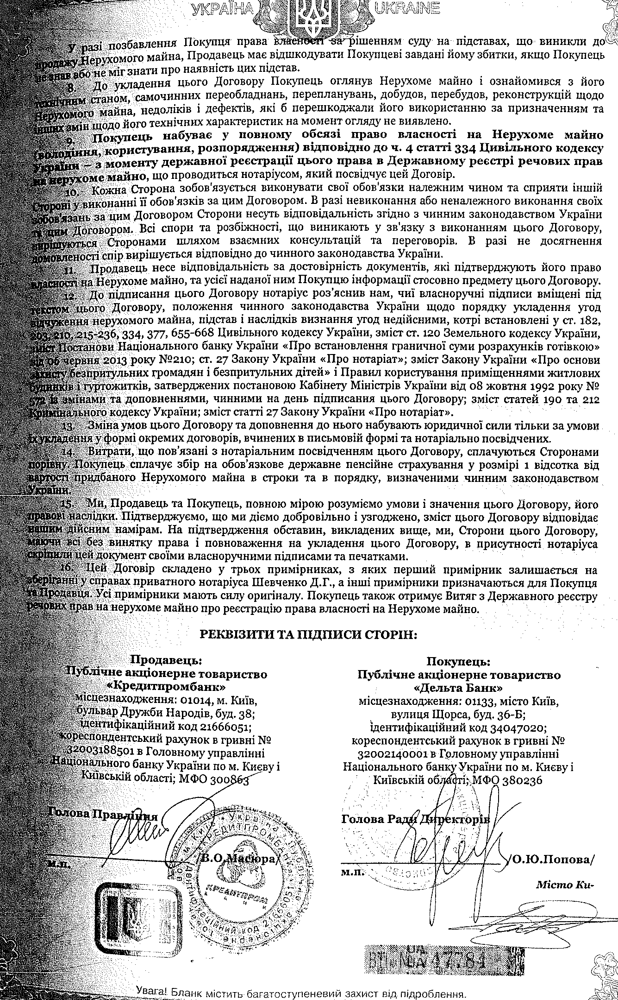 УКРАЇНА UKRAINE
У разі позбавлення Покупця права власності за рішенням суду на підставах, що виникли до
продажу Нерухомого майна, Продавець має відшкодувати Покупцеві завдані йому збитки, якщо Покупець
не знав або не міг знати про наявність цих підстав.
8. До укладення цього Договору Покупець оглянув Нерухоме майно і ознайомився з його
технічним станом, самочинних переобладнань, перепланувань, добудов, перебудов, реконструкцій щодо
Нерухомого майна, недоліків і дефектів, які б перешкоджали його використанню за призначенням та
інших змін щодо його технічних характеристик на момент огляду не виявлено.
9. Покупець набуває у повному обсязі право власності на Нерухоме майно
(володіння, користування, розпорядження) відповідно до ч. 4 статті 334 Цивільного кодексу
України – з моменту державної реєстрації цього права в Державному реєстрі речових прав
на нерухоме майно, що проводиться нотаріусом, який посвідчує цей Договір.
10. Кожна Сторона зобов'язується виконувати свої обов'язки належним чином та сприяти іншій
Стороні у виконанні її обов'язків за цим Договором. В разі невиконання або неналежного виконання своїх
зобов'язань за цим Договором Сторони несуть відповідальність згідно з чинним законодавством України
та цим Договором. Всі спори та розбіжності, що виникають у зв'язку з виконанням цього Договору,
вирішуються Сторонами шляхом взаємних консультацій та переговорів. В разі не досягнення
домовленості спір вирішується відповідно до чинного законодавства України.
11. Продавець несе відповідальність за достовірність документів, які підтверджують його право
власності на Нерухоме майно, та усієї наданої ним Покупцю інформації стосовно предмету цього Договору.
12. До підписання цього Договору нотаріус роз'яснив нам, чиї власноручні підписи вміщені під
текстом цього Договору, положення чинного законодавства України щодо порядку укладення угод
відчуження нерухомого майна, підстав і наслідків визнання угод недійсними, котрі встановлені у ст. 182,
203, 210, 215-236, 334, 377, 655-668 Цивільного кодексу України, зміст ст. 120 Земельного кодексу України,
зміст Постанови Національного банку України «Про встановлення граничної суми розрахунків готівкою»
від 06 червня 2013 року №210; ст. 27 Закону України «Про нотаріат»; зміст Закону України «Про основи
захисту безпритульних громадян і безпритульних дітей» і Правил користування приміщеннями житлових
будинків і гуртожитків, затверджених постановою Кабінету Міністрів України від 08 жовтня 1992 року №
572 із змінами та доповненнями, чинними на день підписання цього Договору; зміст статей 190 та 212
Кримінального кодексу України; зміст статті 27 Закону України «Про нотаріат».
13. Зміна умов цього Договору та доповнення до нього набувають юридичної сили тільки за умови
їх укладення у формі окремих договорів, вчинених в письмовій формі та нотаріально посвідчених.
14. Витрати, що пов'язані з нотаріальним посвідченням цього Договору, сплачуються Сторонами
порівну. Покупець сплачує збір на обов'язкове державне пенсійне страхування у розмірі 1 відсотка від
вартості придбаного Нерухомого майна в строки та в порядку, визначеними чинним законодавством
України.
15. Ми, Продавець та Покупець, повною мірою розуміємо умови і значення цього Договору, його
правові наслідки. Підтверджуємо, що ми діємо добровільно і узгоджено, зміст цього Договору відповідає
нашим дійсним намірам. На підтвердження обставин, викладених вище, ми, Сторони цього Договору,
маючи всі без винятку права і повноваження на укладення цього Договору, в присутності нотаріуса
скріпили цей документ своїми власноручними підписами та печатками.
16. Цей Договір складено у трьох примірниках, з яких перший примірник залишається на
зберіганні у справах приватного нотаріуса Шевченко Д.Г., а інші примірники призначаються для Покупця
та Продавця. Усі примірники мають силу оригіналу. Покупець також отримує Витяг з Державного реєстру
речових прав на нерухоме майно про реєстрацію права власності на Нерухоме майно.
РЕКВІЗИТИ ТА ПІДПИСИ СТОРІН:
Продавець:
Публічне акціонерне товариство
«Кредитпромбанк»
місцезнаходження: 01014, м. Київ,
бульвар Дружби Народів, буд. 38;
ідентифікаційний код 21666051;
кореспондентський рахунок в гривні №
32003188501 в Головному управлінні
Національного банку України по м. Києву і
Київській області; МФО 300863
Голова Правління
/В.О.Масюра/
м.п.
Покупець:
Публічне акціонерне товариство
«Дельта Банк»
місцезнаходження: 01133, місто Київ,
вулиця Щорса, буд. 36-Б;
ідентифікаційний код 34047020;
кореспондентський рахунок в гривні №
32002140001 в Головному управлінні
Національного банку України по м. Києву і
Київській області; МФО 380236
Голова Ради Директорів
/О.Ю.Попова/
м.п.
Місто Ки-
Увага! Бланк містить багатоступеневий захист від підроблення.